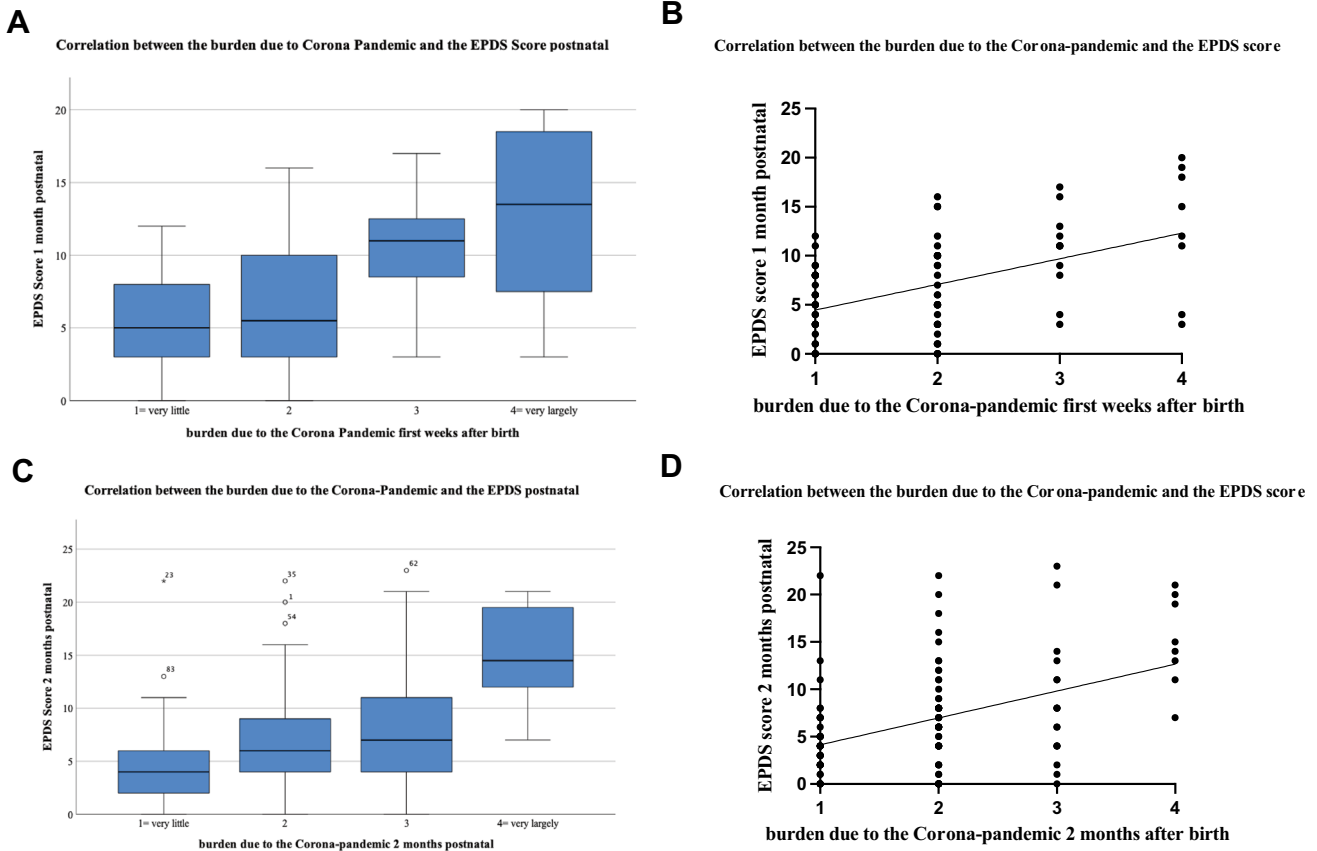 A
Correlation between the burden due to Corona Pandemic and the EPDS Score postnatal
EPDS Score 1 month postnatal
20
15
10
5
0
1= very little
2
3
4= very largely
burden due to the Corona Pandemic first weeks after birth
B
Correlation between the burden due to the Corona-pandemic and the EPDS score
EPDS score 1 month postnatal
25
20
15
10
5
0
1
2
3
4
burden due to the Corona-pandemic first weeks after birth
C
Correlation between the burden due to the Corona-Pandemic and the EPDS postnatal
EPDS Score 2 months postnatal
25
20
15
10
5
0
23
83
35
1
54
62
1= very little
2
3
4= very largely
burden due to the Corona-pandemic 2 months postnatal
D
Correlation between the burden due to the Corona-pandemic and the EPDS score
EPDS score 2 months postnatal
25
20
15
10
5
0
1
2
3
4
burden due to the Corona-pandemic 2 months after birth